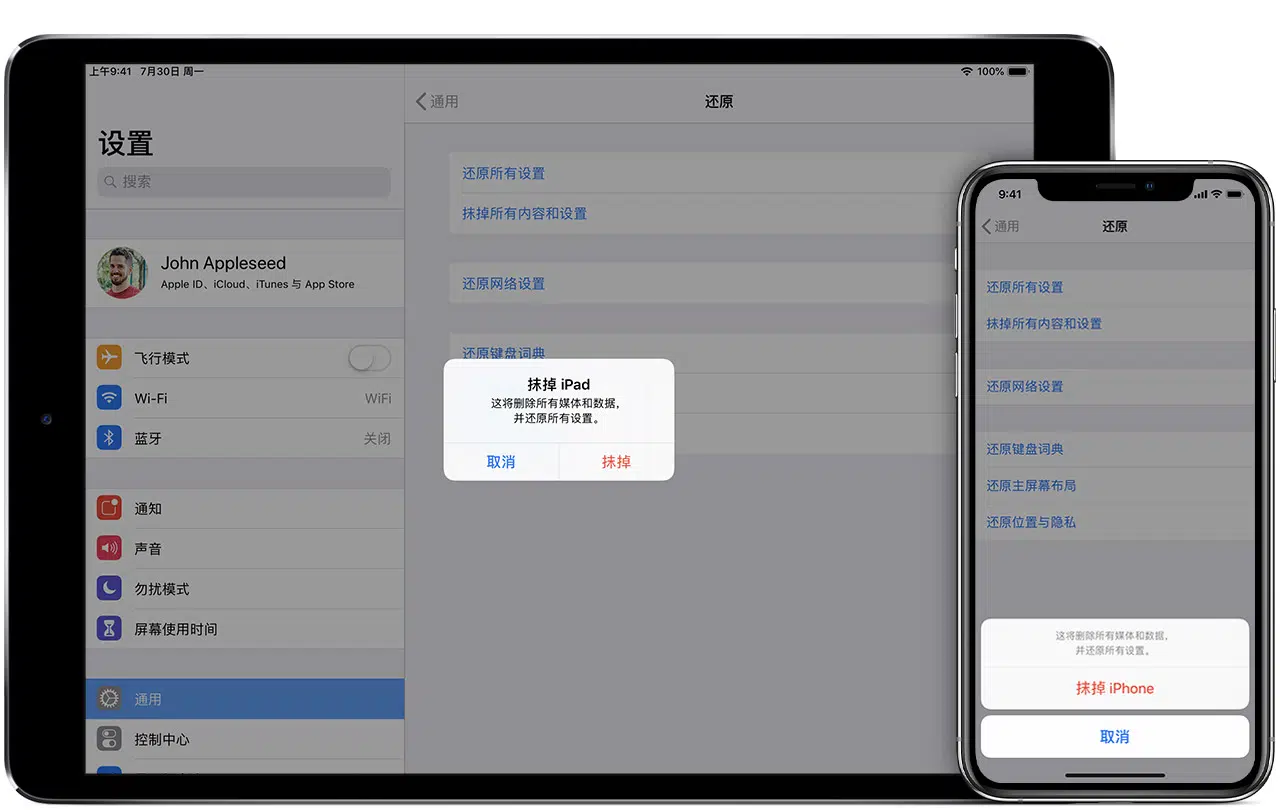 上午9:41 7月30日 周一
100%
设置
搜索
John Appleseed
Apple ID、iCloud、iTunes 与 App Store
飞行模式
Wi-Fi
WiFi
蓝牙
关闭
通知
声音
勿扰模式
屏幕使用时间
通用
控制中心
通用
还原
还原所有设置
抹掉所有内容和设置
还原网络设置
还原键盘词典
抹掉 iPad
这将删除所有媒体和数据，
并还原所有设置。
取消
抹掉
9:41
通用
还原
还原所有设置
抹掉所有内容和设置
还原网络设置
还原键盘词典
还原主屏幕布局
还原位置与隐私
这将删除所有媒体和数据，
并还原所有设置。
抹掉 iPhone
取消